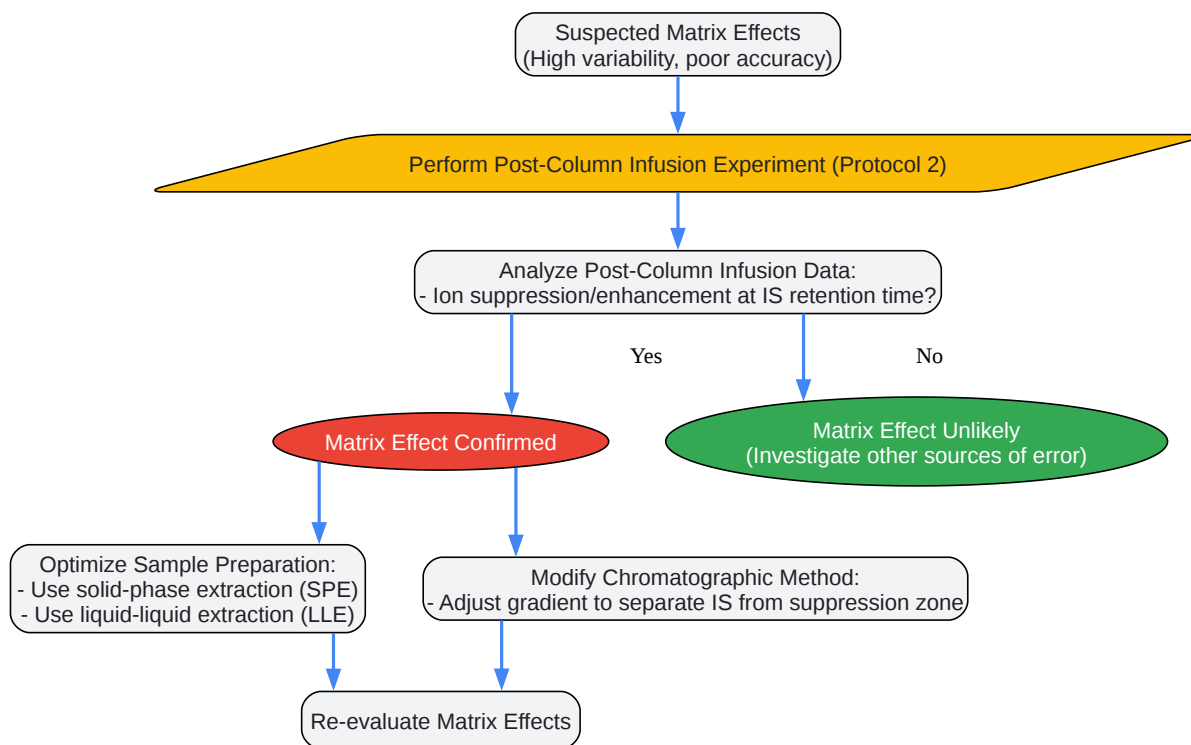 Suspected Matrix Effects
(High variability, poor accuracy)
Perform Post-Column Infusion Experiment (Protocol 2)
Analyze Post-Column Infusion Data:
- Ion suppression/enhancement at IS retention time?
Yes
No
Matrix Effect Confirmed
Matrix Effect Unlikely
(Investigate other sources of error)
Optimize Sample Preparation:
- Use solid-phase extraction (SPE)
- Use liquid-liquid extraction (LLE)
Modify Chromatographic Method:
- Adjust gradient to separate IS from suppression zone
Re-evaluate Matrix Effects